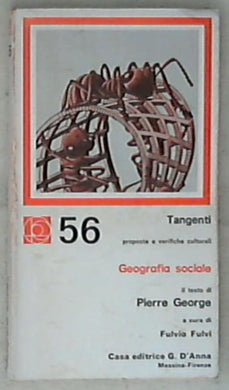 56
Tangenti
proposte e verifiche culturali
Geografia sociale
il testo di
Pierre George
a cura di
Fulvio Fulvi
Casa editrice G. D'Anna
Messina-Firenze